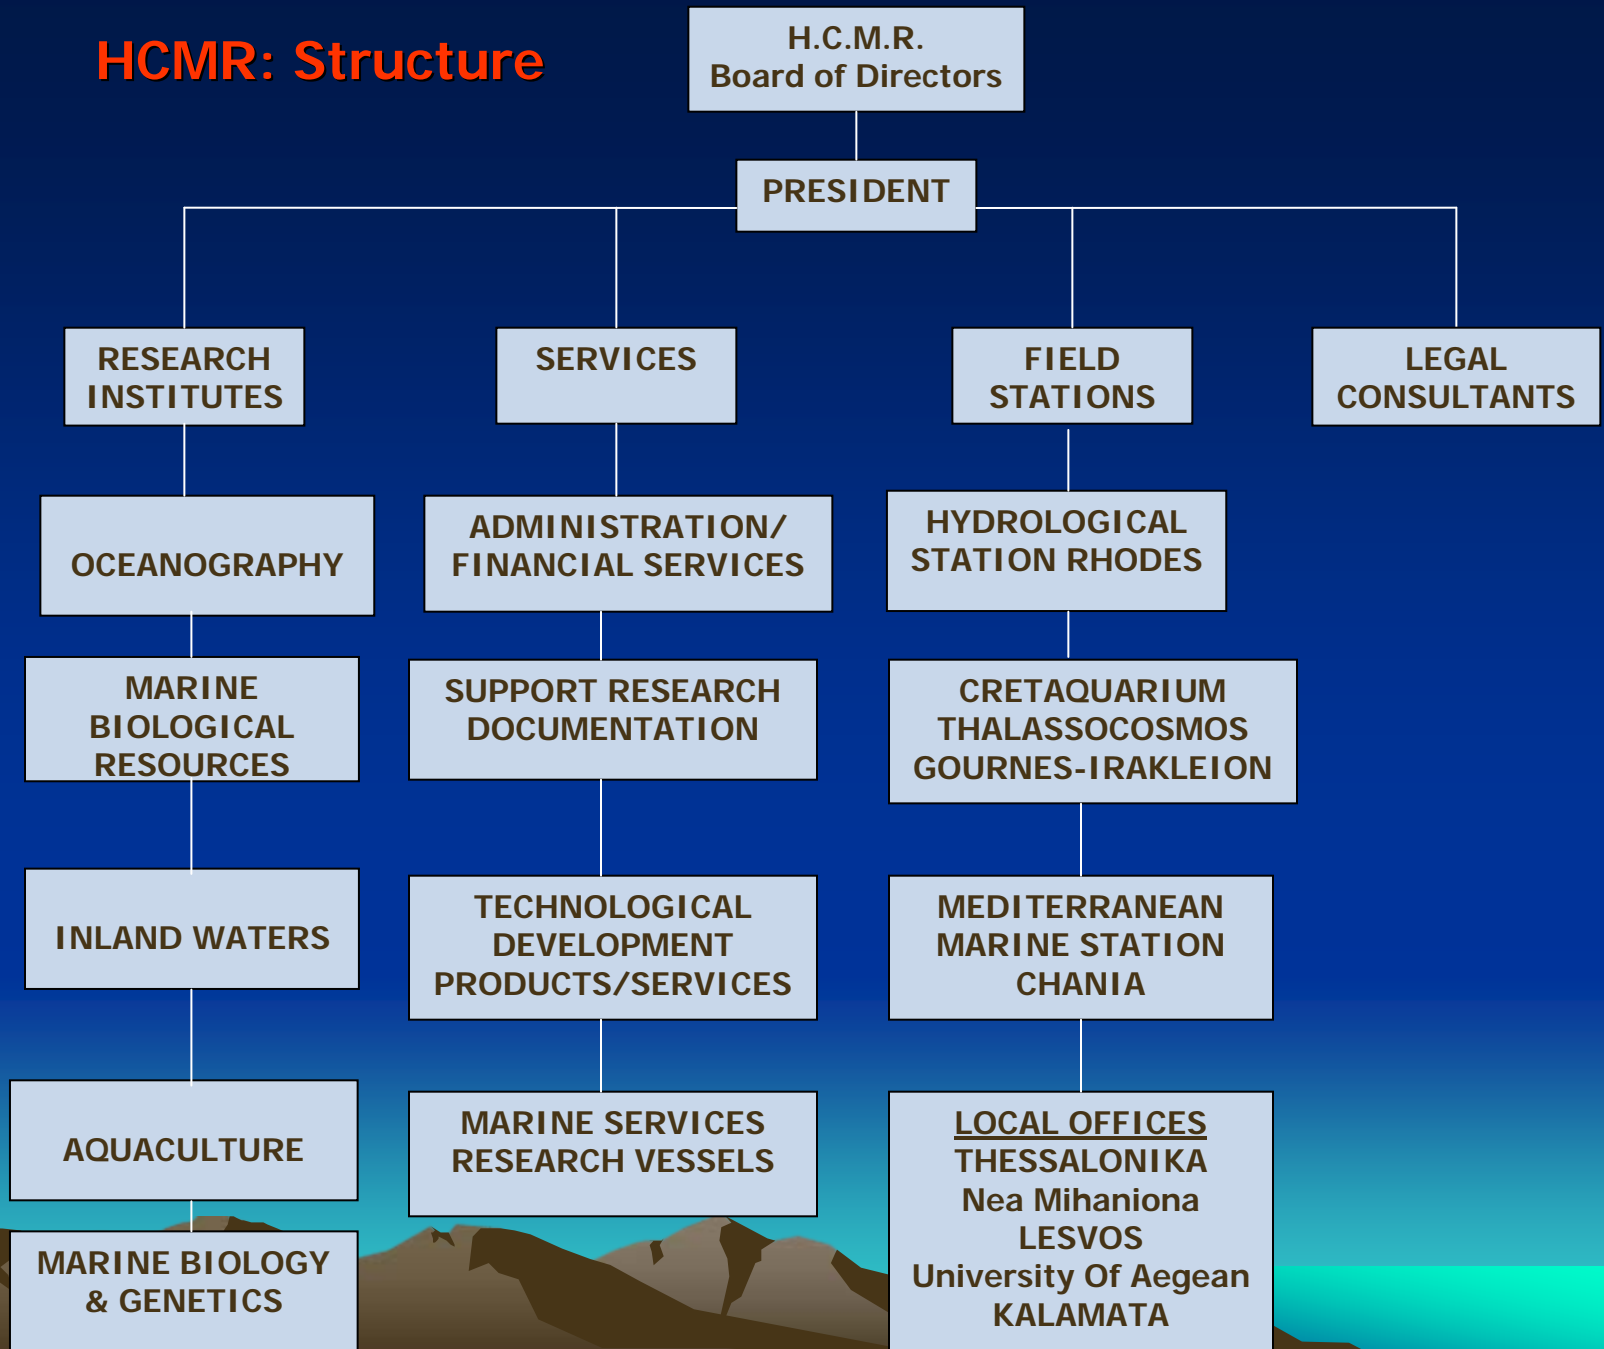 HCMR: Structure
H.C.M.R.
Board of Directors
PRESIDENT
RESEARCH
INSTITUTES
SERVICES
FIELD
STATIONS
LEGAL
CONSULTANTS
OCEANOGRAPHY
MARINE
BIOLOGICAL
RESOURCES
INLAND WATERS
AQUACULTURE
MARINE BIOLOGY
& GENETICS
ADMINISTRATION/
FINANCIAL SERVICES
SUPPORT RESEARCH
DOCUMENTATION
TECHNOLOGICAL
DEVELOPMENT
PRODUCTS/SERVICES
MARINE SERVICES
RESEARCH VESSELS
HYDROLOGICAL
STATION RHODES
CRETAQUARIUM
THALASSOCOSMOS
GOURNES-IRAKLEION
MEDITERRANEAN
MARINE STATION
CHANIA
LOCAL OFFICES
THESSALONIKA
Nea Mihaniona
LESVOS
University Of Aegean
KALAMATA